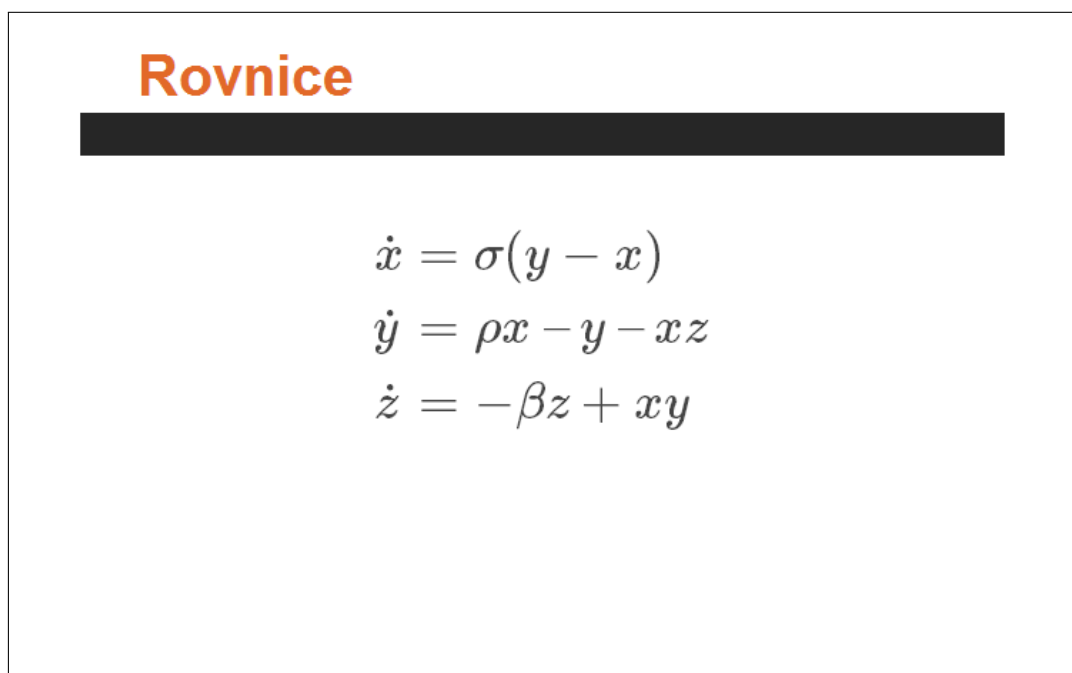 Rovnice
ẋ = σ(y − x)
ẏ = ρx − y − xz
ż = −βz + xy